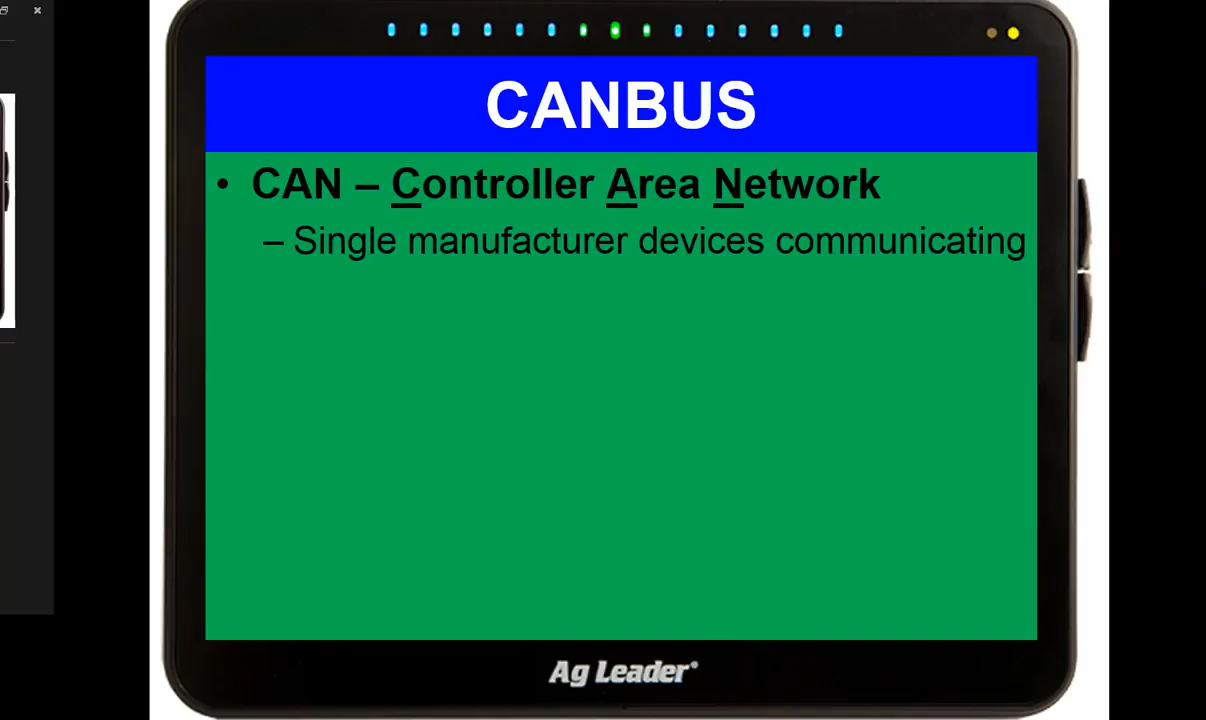 CANBUS
• CAN – Controller Area Network
– Single manufacturer devices communicating
Ag Leader®